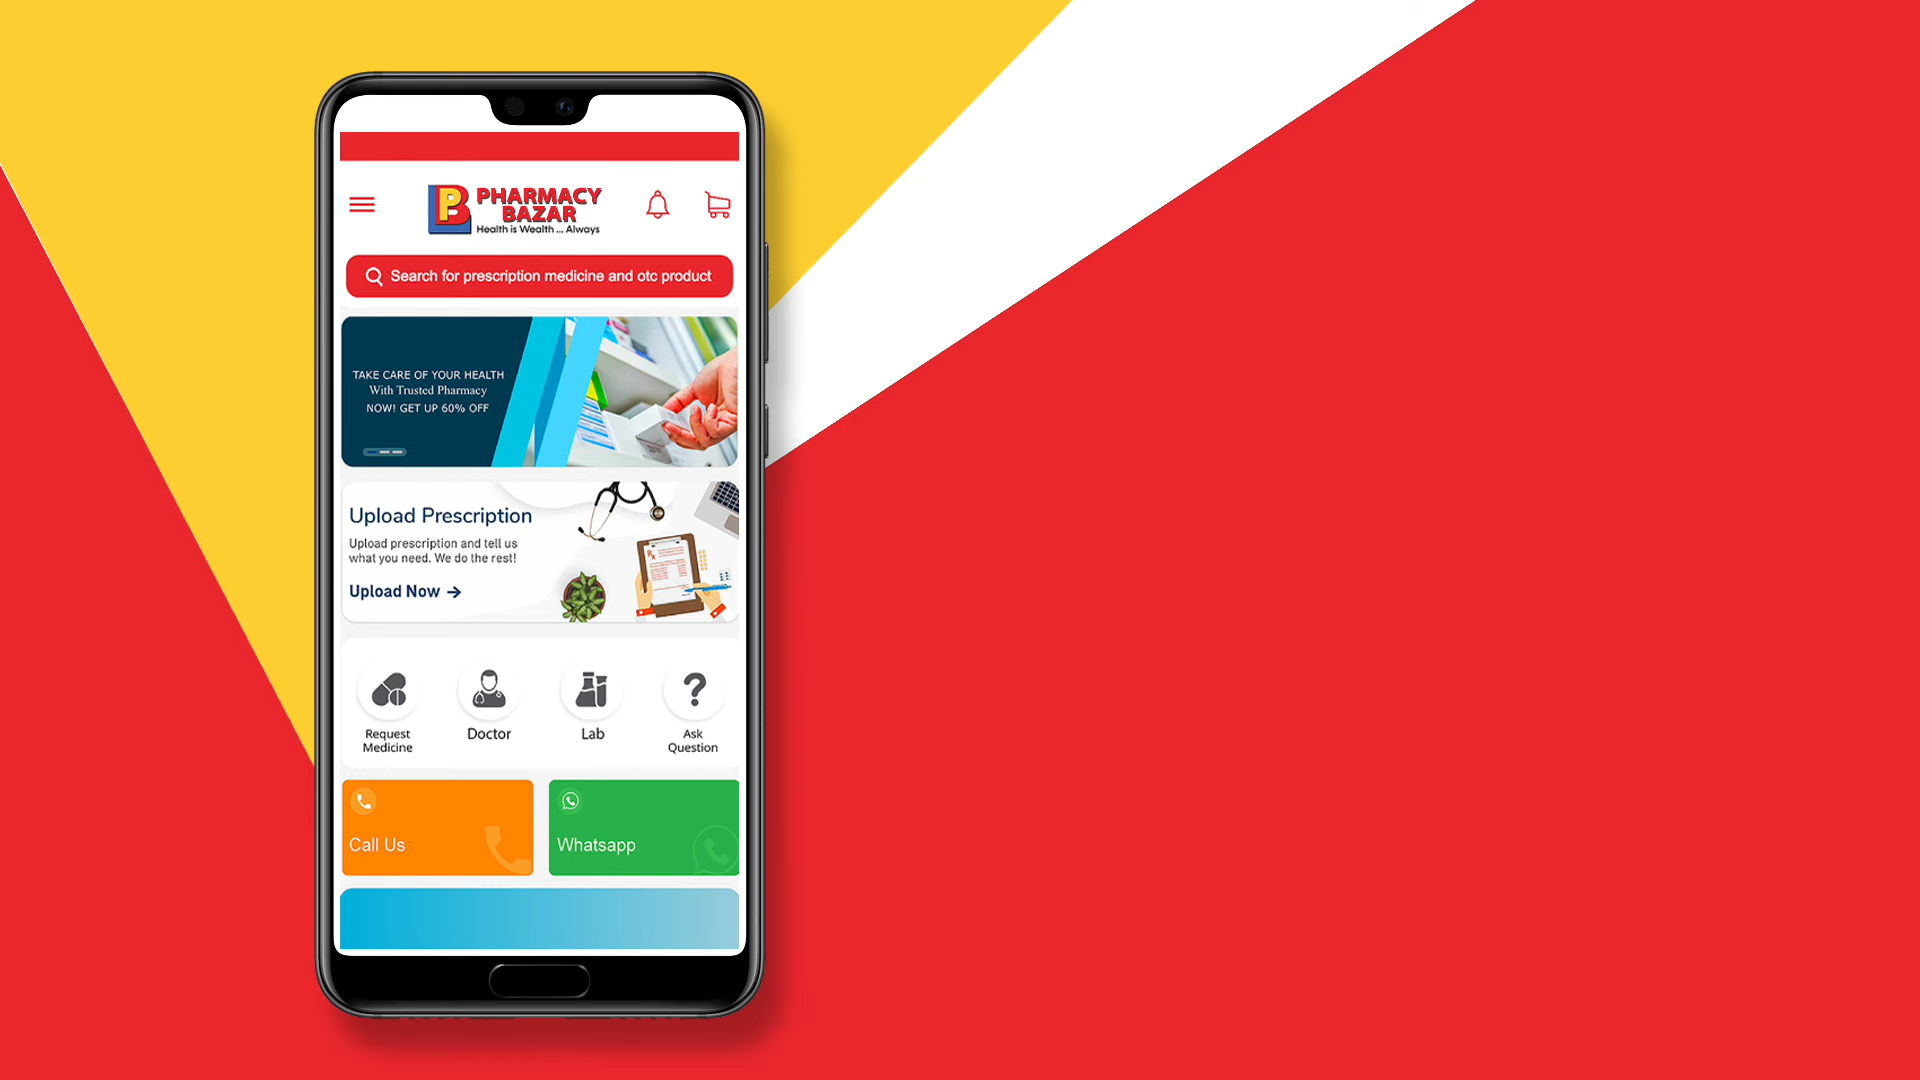 PHARMACY
BAZAR
Health is Wealth ... Always
Search for prescription medicine and otc product
TAKE CARE OF YOUR HEALTH
With Trusted Pharmacy
NOW! GET UP 60% OFF
Upload Prescription
Upload prescription and tell us
what you need. We do the rest!
Upload Now →
Request
Medicine
Doctor
Lab
Ask
Question
Call Us
Whatsapp